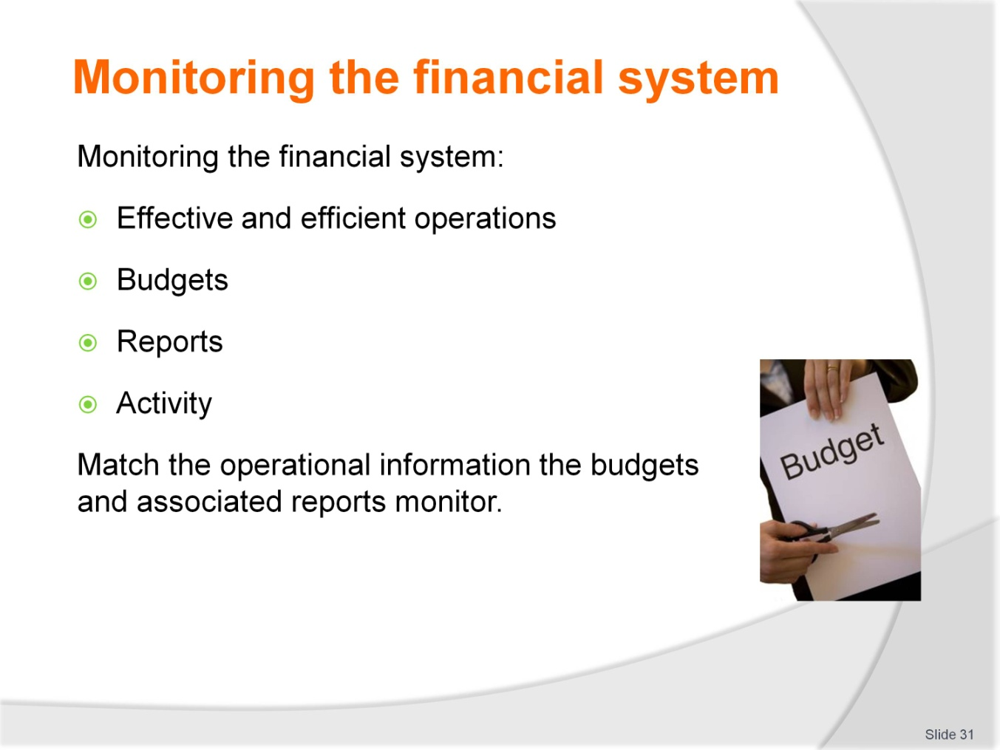 Monitoring the financial system
Monitoring the financial system:
Effective and efficient operations
Budgets
Reports
Activity
Match the operational information the budgets
and associated reports monitor.
Budget
Slide 31